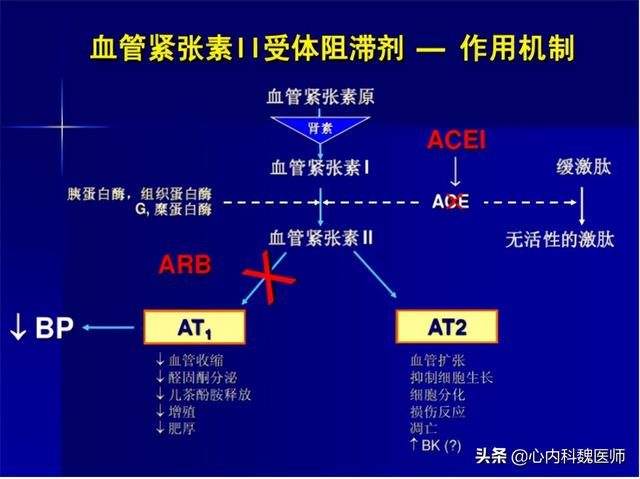 血管紧张素II受体阻滞剂 — 作用机制
血管紧张素原
肾素
ACEI
血管紧张素I
缓激肽
胰蛋白酶，组织蛋白酶
G, 糜蛋白酶
ACE
血管紧张素II
无活性的激肽
ARB
X
↓BP
AT1
AT2
↓血管收缩
↓醛固酮分泌
↓儿茶酚胺释放
↓增殖
↓肥厚
血管扩张
抑制细胞生长
细胞分化
损伤反应
凋亡
↑BK (?)
头条 @心内科魏医师